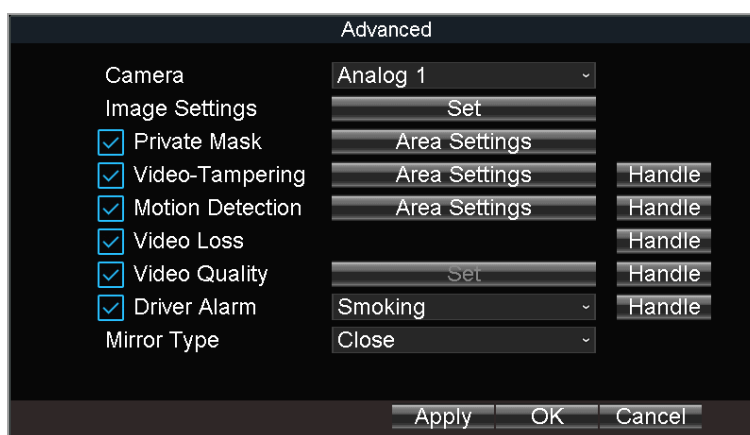 Advanced
Camera Analog 1
Image Settings Set
Private Mask Area Settings
Video-Tampering Area Settings Handle
Motion Detection Area Settings Handle
Video Loss Handle
Video Quality Set Handle
Driver Alarm Smoking Handle
Mirror Type Close
Apply OK Cancel